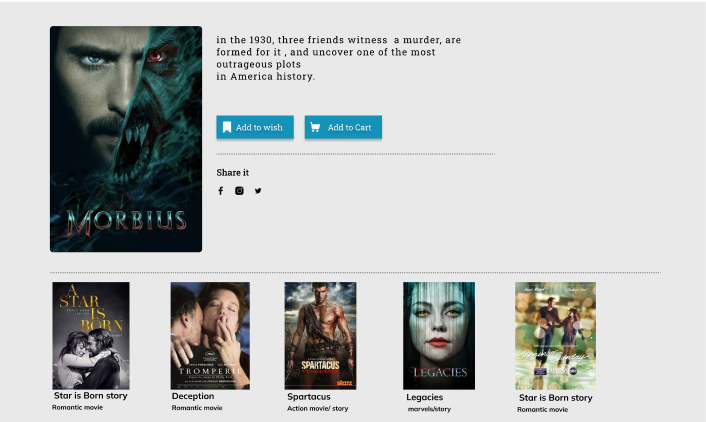 in the 1930, three friends witness a murder, are
formed for it , and uncover one of the most
outrageous plots
in America history.
Add to wish
Add to Cart
Share it
MORBIUS
A
STAR
IS
BORN
TROMPERIE
SPARTACUS
starz
LEGACIES
Star is Born story
Romantic movie
Deception
Romantic movie
Spartacus
Action movie/ story
Legacies
marvels/story
Star is Born story
Romantic movie